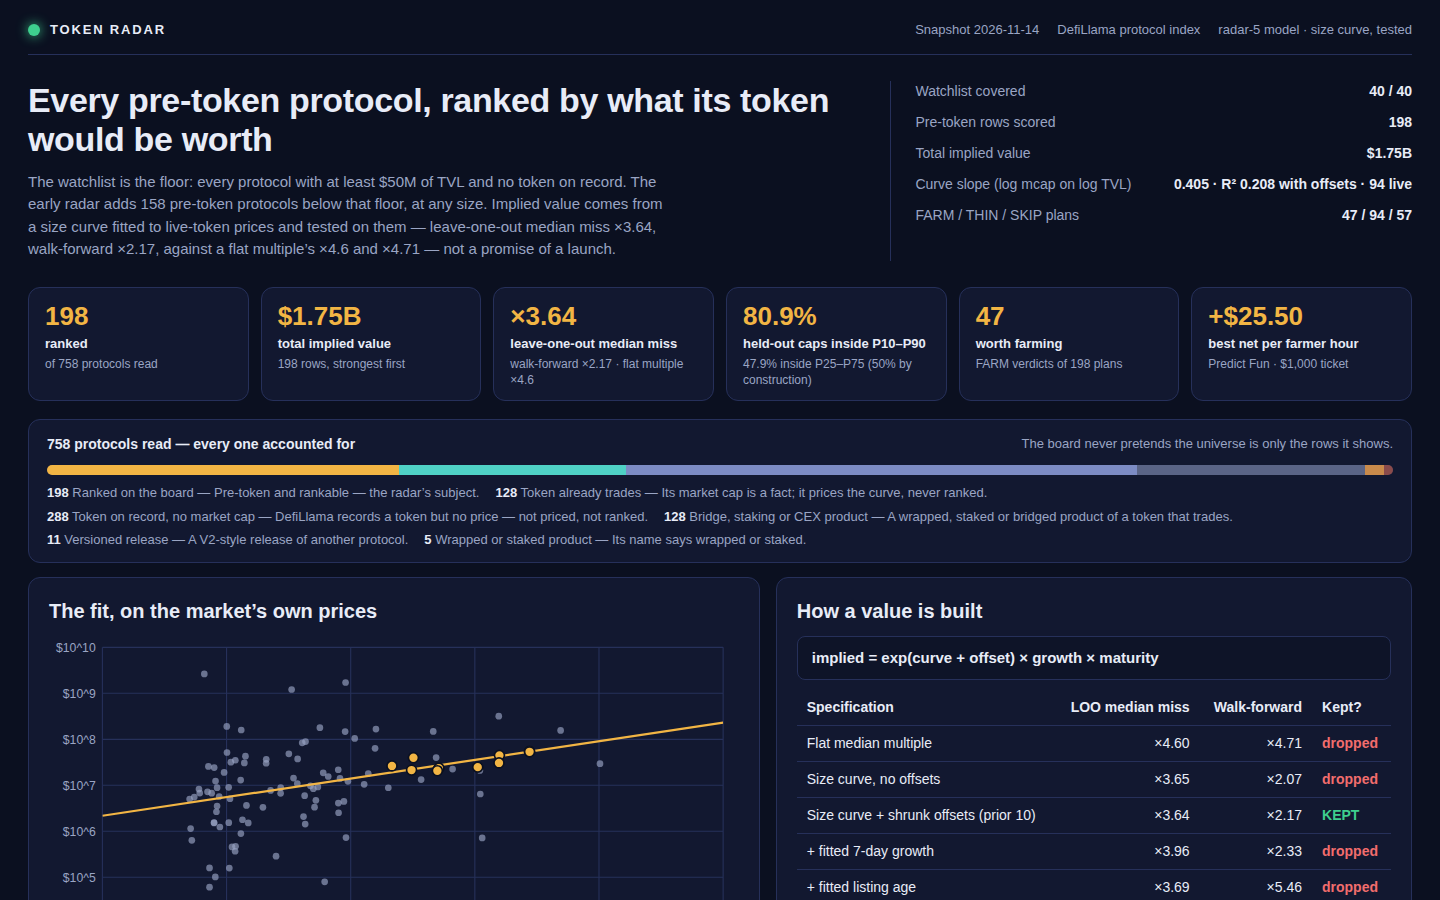 TOKEN RADAR
Snapshot 2026-11-14 DefiLlama protocol index radar-5 model · size curve, tested
Every pre-token protocol, ranked by what its token
would be worth
The watchlist is the floor: every protocol with at least $50M of TVL and no token on record. The
early radar adds 158 pre-token protocols below that floor, at any size. Implied value comes from
a size curve fitted to live-token prices and tested on them — leave-one-out median miss ×3.64,
walk-forward ×2.17, against a flat multiple’s ×4.6 and ×4.71 — not a promise of a launch.
Watchlist covered 40 / 40
Pre-token rows scored 198
Total implied value $1.75B
Curve slope (log mcap on log TVL) 0.405 · R² 0.208 with offsets · 94 live
FARM / THIN / SKIP plans 47 / 94 / 57
198
ranked
of 758 protocols read
$1.75B
total implied value
198 rows, strongest first
×3.64
leave-one-out median miss
walk-forward ×2.17 · flat multiple
×4.6
80.9%
held-out caps inside P10–P90
47.9% inside P25–P75 (50% by
construction)
47
worth farming
FARM verdicts of 198 plans
+$25.50
best net per farmer hour
Predict Fun · $1,000 ticket
758 protocols read — every one accounted for
The board never pretends the universe is only the rows it shows.
198 Ranked on the board — Pre-token and rankable — the radar’s subject. 128 Token already trades — Its market cap is a fact; it prices the curve, never ranked.
288 Token on record, no market cap — DefiLlama records a token but no price — not priced, not ranked. 128 Bridge, staking or CEX product — A wrapped, staked or bridged product of a token that trades.
11 Versioned release — A V2-style release of another protocol. 5 Wrapped or staked product — Its name says wrapped or staked.
The fit, on the market’s own prices
$10^10
$10^9
$10^8
$10^7
$10^6
$10^5
How a value is built
implied = exp(curve + offset) × growth × maturity
Specification LOO median miss Walk-forward Kept?
Flat median multiple ×4.60 ×4.71 dropped
Size curve, no offsets ×3.65 ×2.07 dropped
Size curve + shrunk offsets (prior 10) ×3.64 ×2.17 KEPT
+ fitted 7-day growth ×3.96 ×2.33 dropped
+ fitted listing age ×3.69 ×5.46 dropped